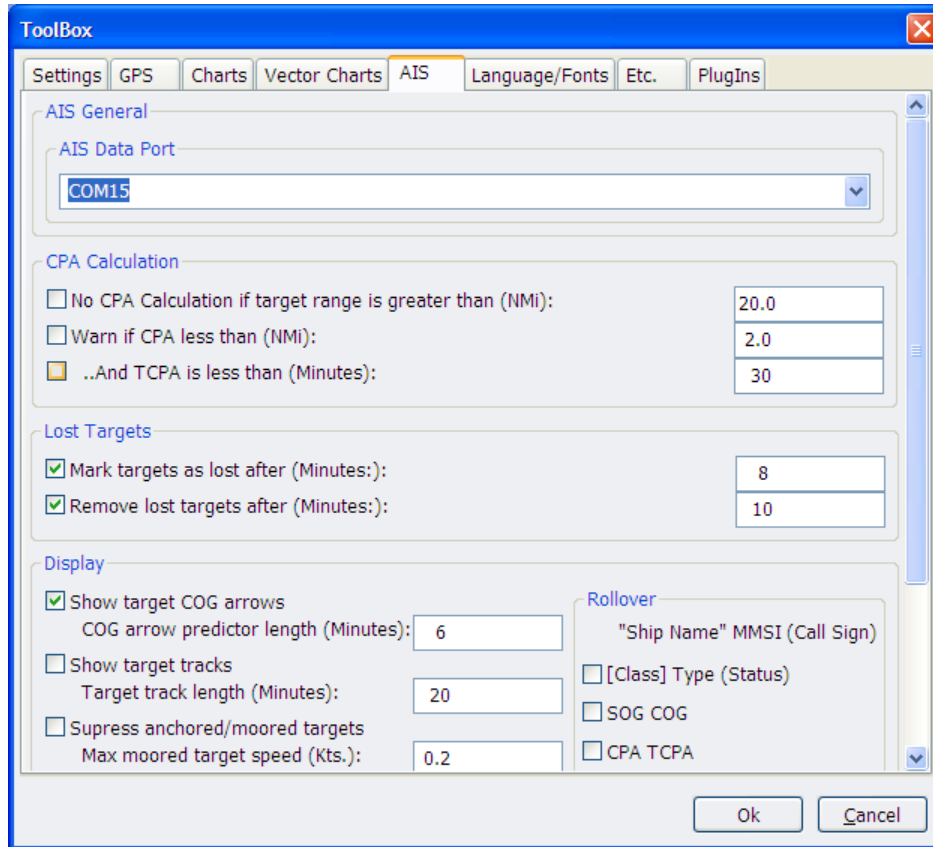 ToolBox
Settings GPS Charts Vector Charts AIS Language/Fonts Etc. PlugIns
AIS General
AIS Data Port
COM15
CPA Calculation
No CPA Calculation if target range is greater than (NMi): 20.0
Warn if CPA less than (NMi): 2.0
..And TCPA is less than (Minutes): 30
Lost Targets
Mark targets as lost after (Minutes:): 8
Remove lost targets after (Minutes:): 10
Display
Show target COG arrows
COG arrow predictor length (Minutes): 6
Show target tracks
Target track length (Minutes): 20
Supress anchored/moored targets
Max moored target speed (Kts.): 0.2
Rollover
"Ship Name" MMSI (Call Sign)
[Class] Type (Status)
SOG COG
CPA TCPA
Ok Cancel